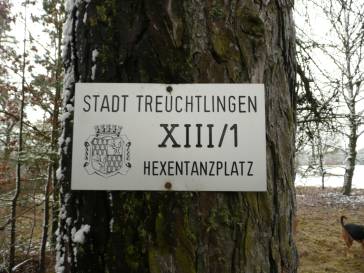 STADT TREUCHTLINGEN
XIII/1
HEXENTANZPLATZ